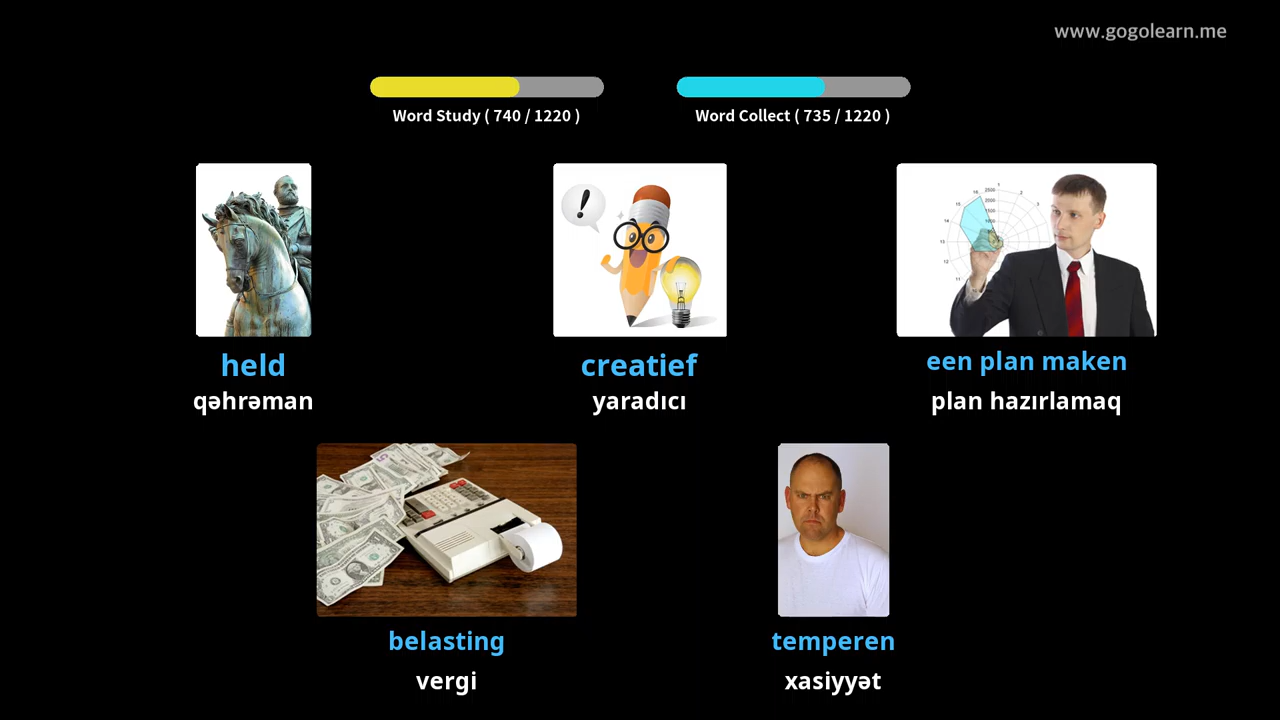 www.gogolearn.me
Word Study ( 740 / 1220 )
Word Collect ( 735 / 1220 )
held
qəhrəman
creatief
yaradıcı
een plan maken
plan hazırlamaq
belasting
vergi
temperen
xasiyyət